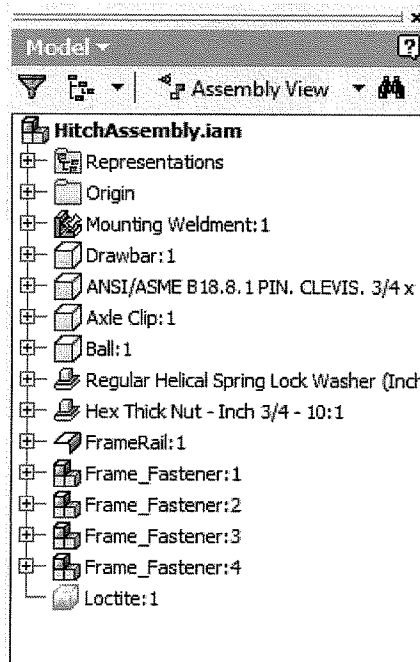 Model
Assembly View
HitchAssembly.iam
Representations
Origin
Mounting Weldment:1
Drawbar:1
ANSI/ASME B18.8.1 PIN. CLEVIS. 3/4 x
Axle Clip:1
Ball:1
Regular Helical Spring Lock Washer (Inch
Hex Thick Nut - Inch 3/4 - 10:1
FrameRail:1
Frame_Fastener:1
Frame_Fastener:2
Frame_Fastener:3
Frame_Fastener:4
Loctite:1